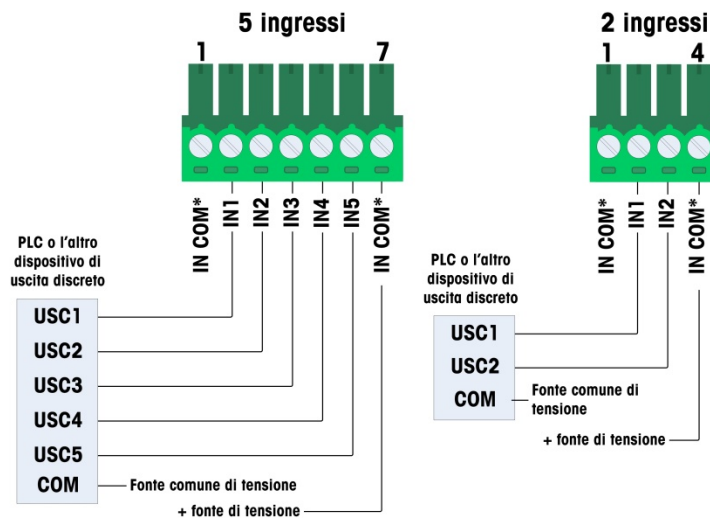 5 ingressi
1
7
IN COM*
IN1
IN2
IN3
IN4
IN5
IN COM*
PLC o l'altro
dispositivo di
uscita discreto
USC1
USC2
USC3
USC4
USC5
COM
Fonte comune di tensione
+ fonte di tensione
2 ingressi
1
4
IN COM*
IN1
IN2
IN COM*
PLC o l'altro
dispositivo di
uscita discreto
USC1
USC2
COM
Fonte comune di
tensione
+ fonte di tensione